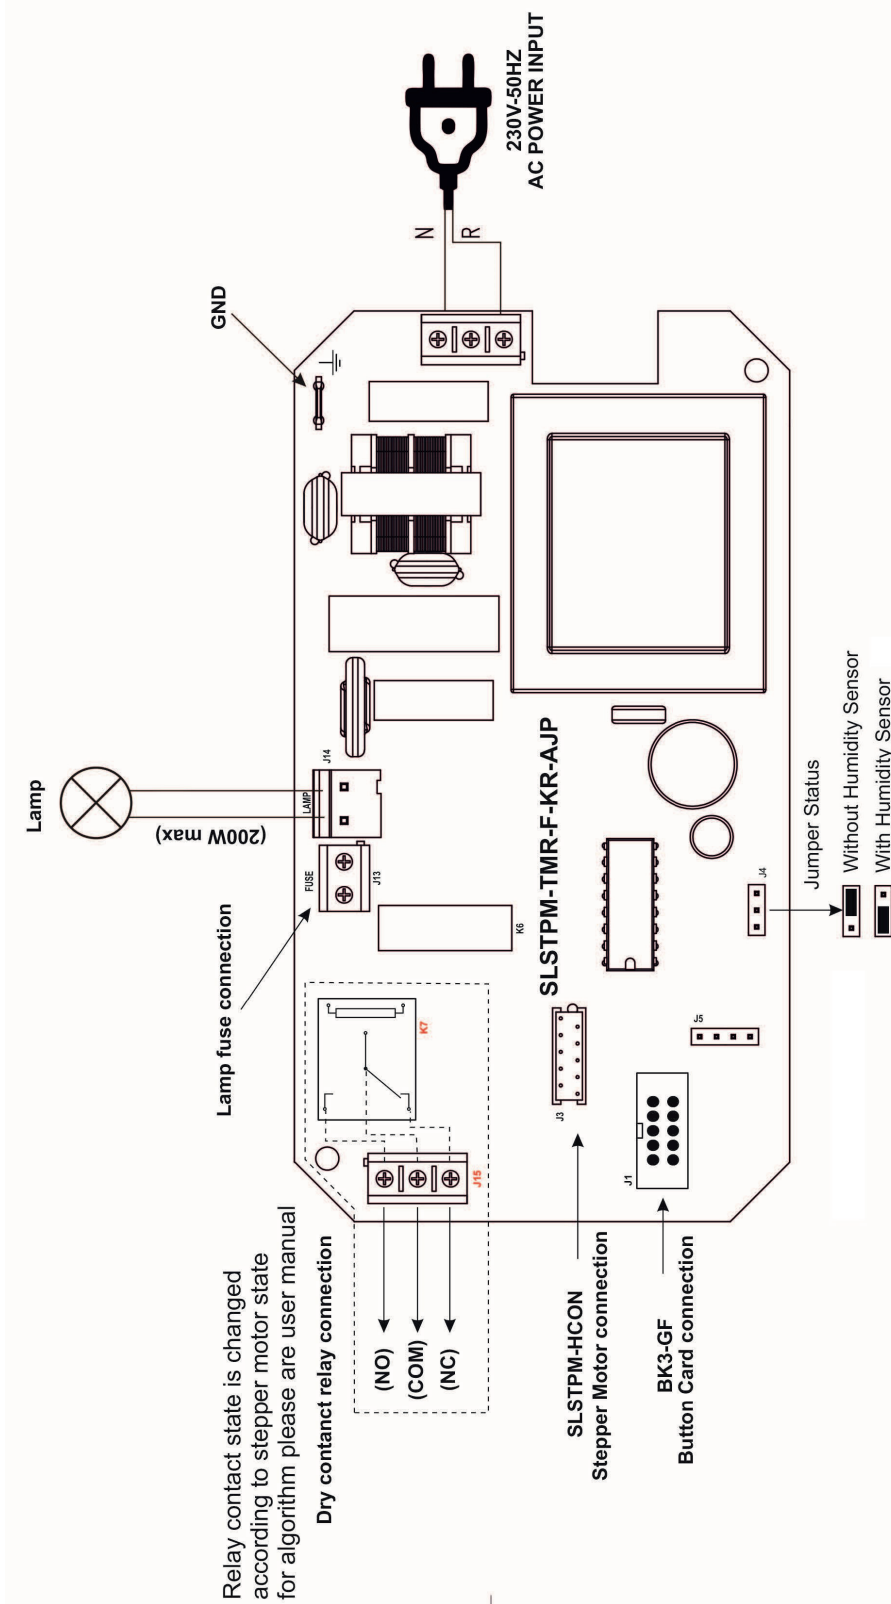 Relay contact state is changed
according to stepper motor state
for algorithm please are user manual
Dry contanct relay connection
(NO)
(COM)
(NC)
J15
K7
Lamp fuse connection
FUSE
J13
Lamp
(200W max)
LAMP
J14
K6
GND
N
R
230V-50HZ
AC POWER INPUT
SLSTPM-TMR-F-KR-AJP
SLSTPM-HCON
Stepper Motor connection
J3
BK3-GF
Button Card connection
J1
J5
J4
Jumper Status
Without Humidity Sensor
With Humidity Sensor